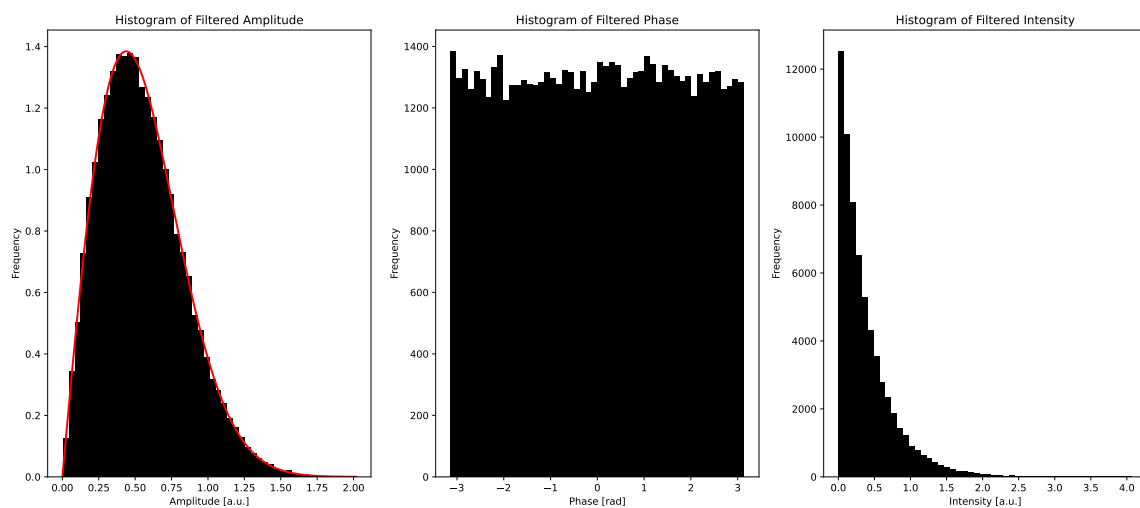 Histogram of Filtered Amplitude
1.4
1.2
1.0
0.8
0.6
0.4
0.2
0.0
Frequency
0.00 0.25 0.50 0.75 1.00 1.25 1.50 1.75 2.00
Amplitude [a.u.]
Histogram of Filtered Phase
1400
1200
1000
800
600
400
200
0
Frequency
−3 −2 −1 0 1 2 3
Phase [rad]
Histogram of Filtered Intensity
12000
10000
8000
6000
4000
2000
0
Frequency
0.0 0.5 1.0 1.5 2.0 2.5 3.0 3.5 4.0
Intensity [a.u.]